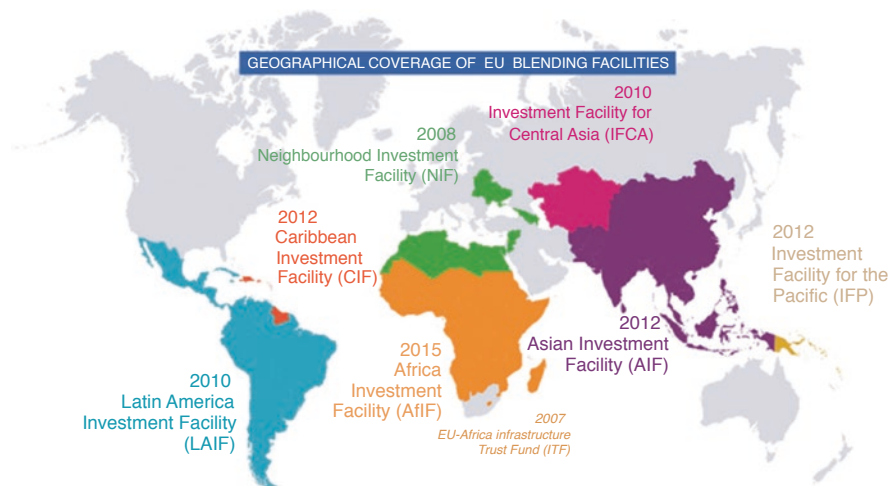 GEOGRAPHICAL COVERAGE OF EU BLENDING FACILITIES
2010
Investment Facility for
Central Asia (IFCA)
2008
Neighbourhood Investment
Facility (NIF)
2012
Caribbean
Investment
Facility (CIF)
2012
Investment
Facility for the
Pacific (IFP)
2012
Asian Investment
Facility (AIF)
2015
Africa
Investment
Facility (AfIF)
2010
Latin America
Investment Facility
(LAIF)
2007
EU-Africa infrastructure
Trust Fund (ITF)